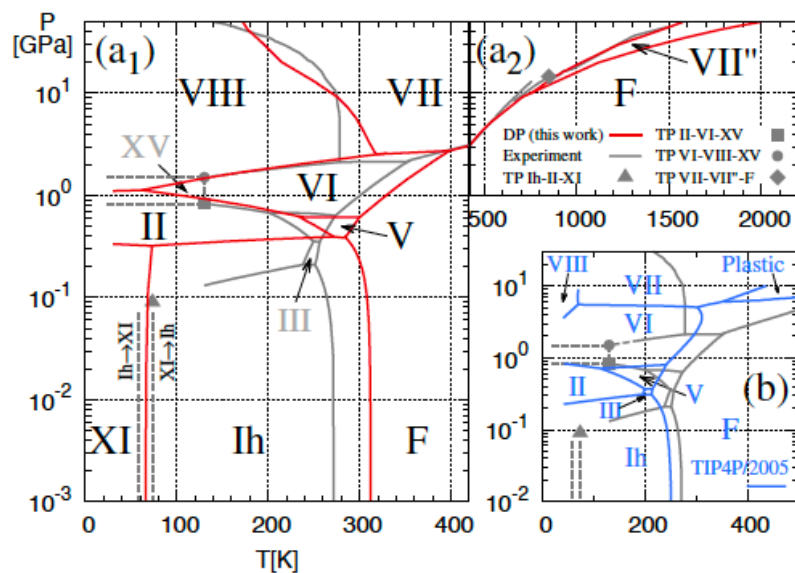 P
[GPa]
(a₁)
(a₂)
VIII
VII
VII"
F
10¹
XV
VI
10⁰
II
V
III
10⁻¹
Ih→XI
XI→Ih
10⁻²
XI
Ih
F
10⁻³
0
100
200
300
400
T[K]
DP (this work)
TP II-VI-XV
Experiment
TP VI-VIII-XV
TP Ih-II-XI
TP VII-VII"-F
500
1000
1500
2000
VIII
VII
Plastic
10¹
VI
10⁰
II
III
V
(b)
10⁻¹
F
Ih
TIP4P/2005
10⁻²
0
200
400